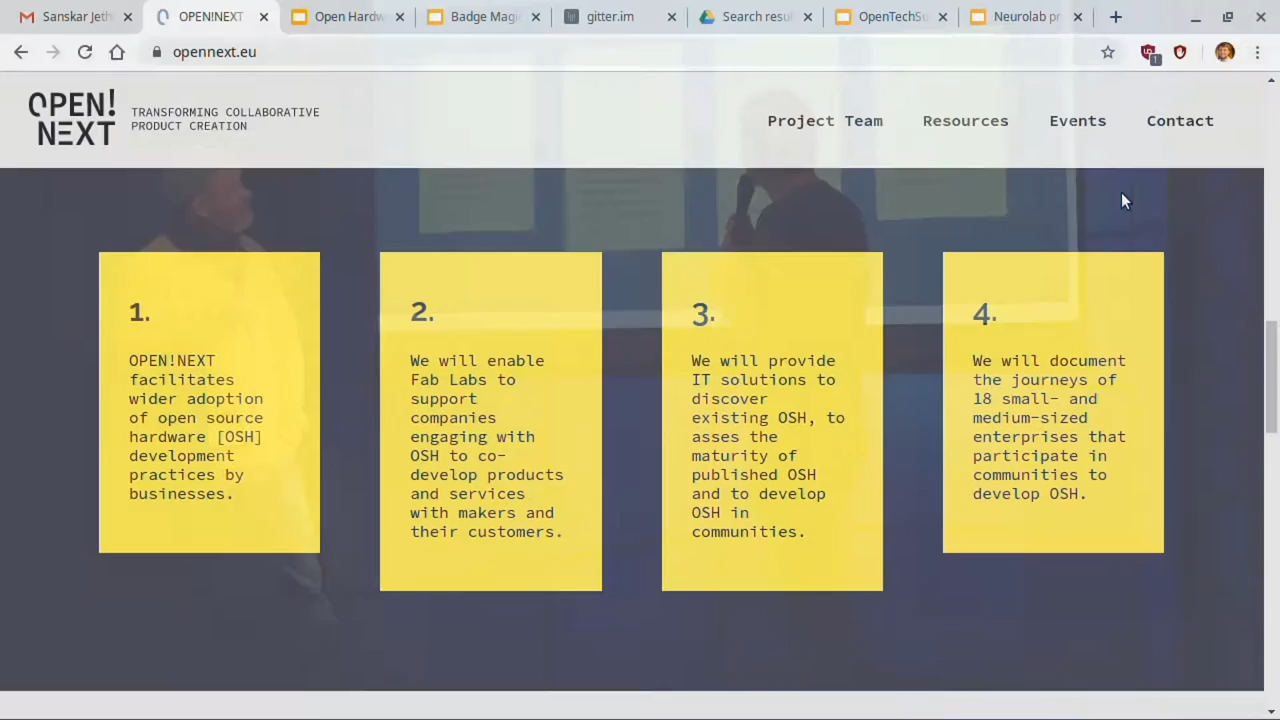 Sanskar Jeth
OPEN!NEXT
Open Hardw
Badge Magi
gitter.im
Search resu
OpenTechSu
Neurolab pr
opennext.eu
1
OPEN!
NEXT
TRANSFORMING COLLABORATIVE
PRODUCT CREATION
Project Team
Resources
Events
Contact
1.
OPEN!NEXT
facilitates
wider adoption
of open source
hardware [OSH]
development
practices by
businesses.
2.
We will enable
Fab Labs to
support
companies
engaging with
OSH to co-
develop products
and services
with makers and
their customers.
3.
We will provide
IT solutions to
discover
existing OSH, to
asses the
maturity of
published OSH
and to develop
OSH in
communities.
4.
We will document
the journeys of
18 small- and
medium-sized
enterprises that
participate in
communities to
develop OSH.